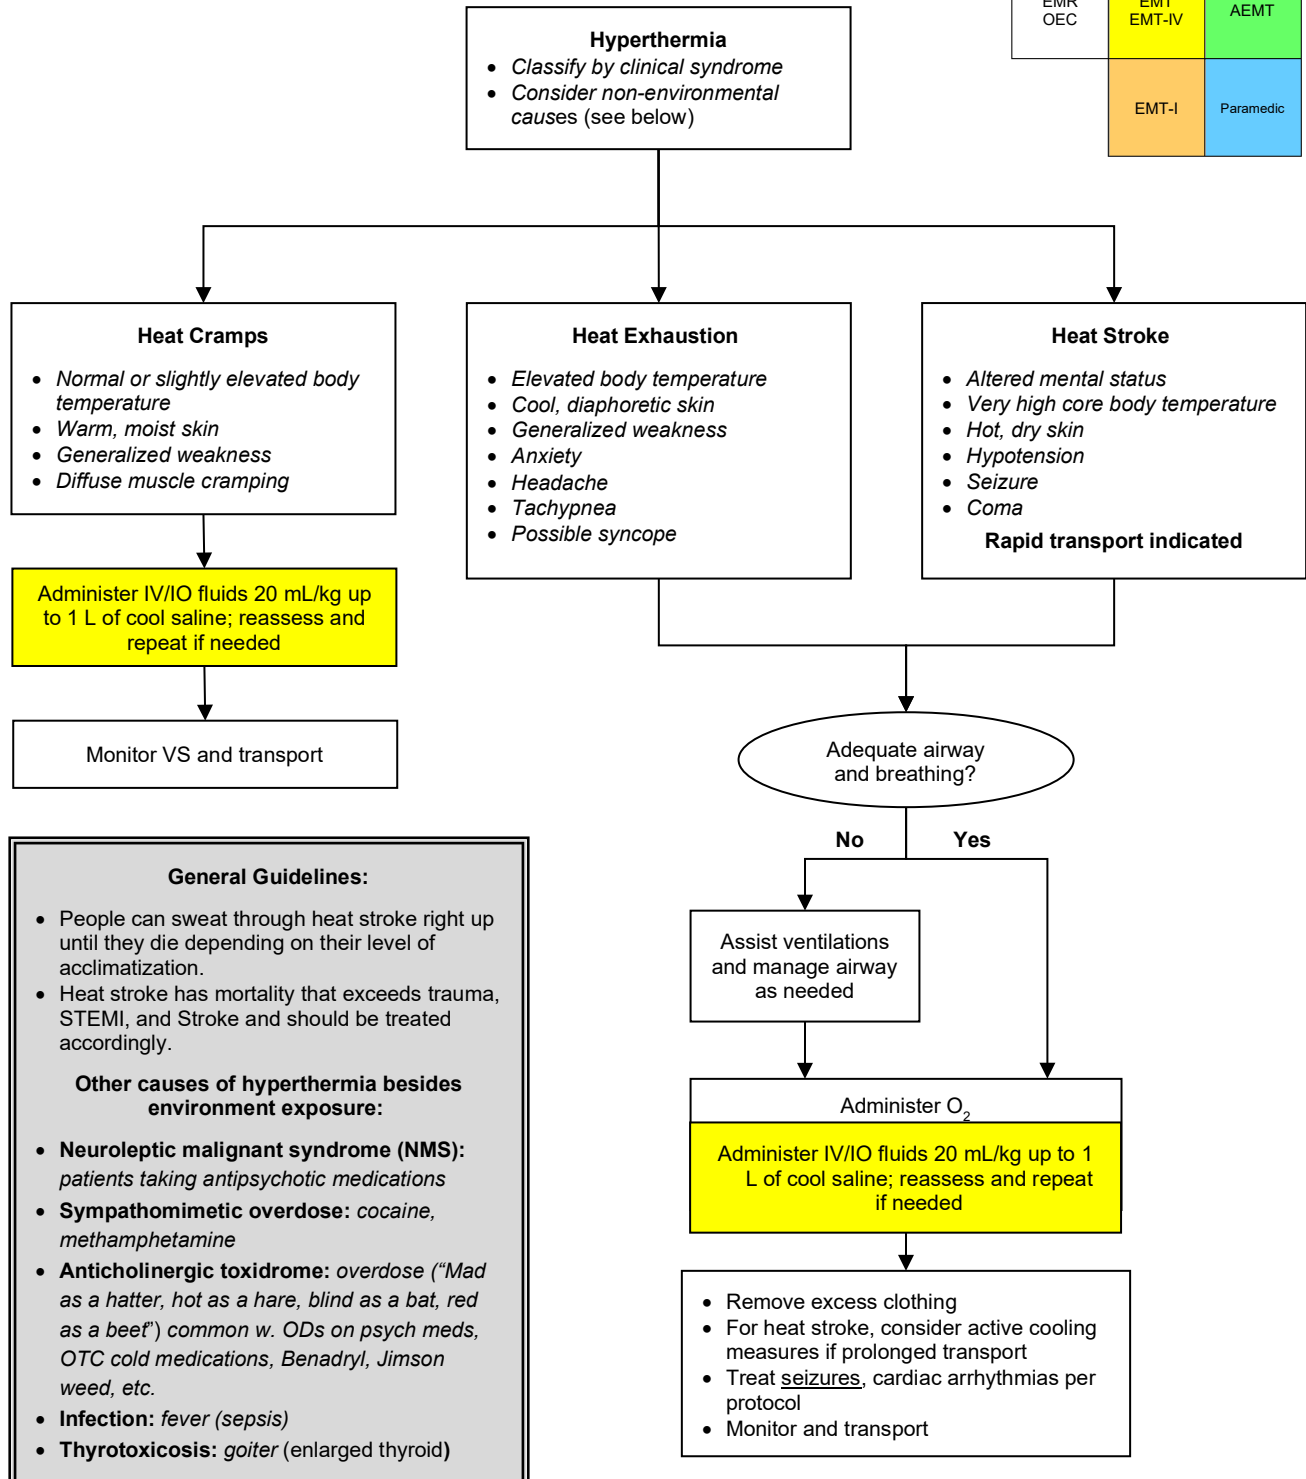 EMR
OEC
EMT
EMT-IV
AEMT
EMT-I
Paramedic
Hyperthermia
• Classify by clinical syndrome
• Consider non-environmental
causes (see below)
Heat Cramps
• Normal or slightly elevated body
temperature
• Warm, moist skin
• Generalized weakness
• Diffuse muscle cramping
Heat Exhaustion
• Elevated body temperature
• Cool, diaphoretic skin
• Generalized weakness
• Anxiety
• Headache
• Tachypnea
• Possible syncope
Heat Stroke
• Altered mental status
• Very high core body temperature
• Hot, dry skin
• Hypotension
• Seizure
• Coma
Rapid transport indicated
Administer IV/IO fluids 20 mL/kg up
to 1 L of cool saline; reassess and
repeat if needed
Monitor VS and transport
Adequate airway
and breathing?
No
Yes
Assist ventilations
and manage airway
as needed
Administer O2
Administer IV/IO fluids 20 mL/kg up to 1
L of cool saline; reassess and repeat
if needed
• Remove excess clothing
• For heat stroke, consider active cooling
measures if prolonged transport
• Treat seizures, cardiac arrhythmias per
protocol
• Monitor and transport
General Guidelines:
• People can sweat through heat stroke right up
until they die depending on their level of
acclimatization.
• Heat stroke has mortality that exceeds trauma,
STEMI, and Stroke and should be treated
accordingly.
Other causes of hyperthermia besides
environment exposure:
• Neuroleptic malignant syndrome (NMS):
patients taking antipsychotic medications
• Sympathomimetic overdose: cocaine,
methamphetamine
• Anticholinergic toxidrome: overdose (“Mad
as a hatter, hot as a hare, blind as a bat, red
as a beet”) common w. ODs on psych meds,
OTC cold medications, Benadryl, Jimson
weed, etc.
• Infection: fever (sepsis)
• Thyrotoxicosis: goiter (enlarged thyroid)